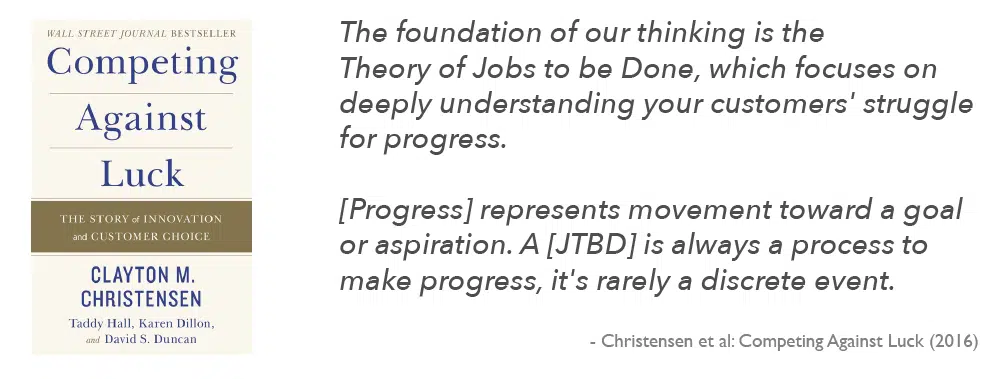 WALL STREET JOURNAL BESTSELLER
Competing
Against
Luck
THE STORY of INNOVATION
and CUSTOMER CHOICE
CLAYTON M.
CHRISTENSEN
Taddy Hall, Karen Dillon,
and David S. Duncan
The foundation of our thinking is the
Theory of Jobs to be Done, which focuses on
deeply understanding your customers' struggle
for progress.
[Progress] represents movement toward a goal
or aspiration. A [JTBD] is always a process to
make progress, it's rarely a discrete event.
- Christensen et al: Competing Against Luck (2016)